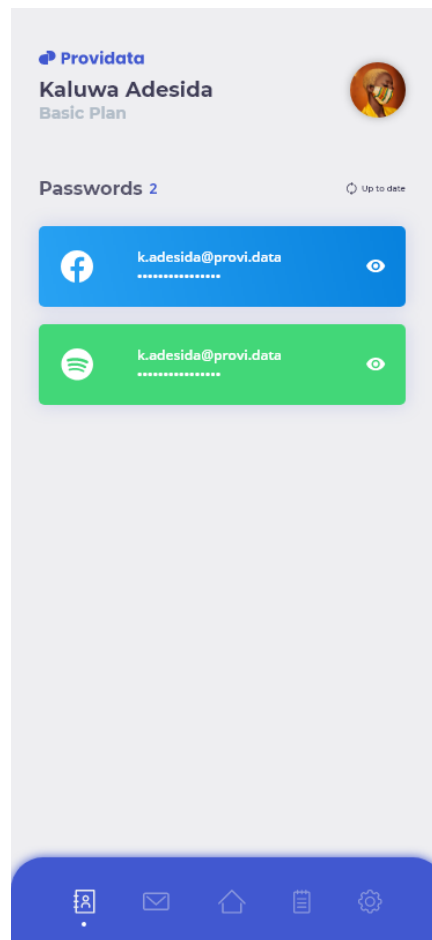 Providata
Kaluwa Adesida
Basic Plan
Passwords 2
Up to date
k.adesida@provi.data
••••••••••••••••
k.adesida@provi.data
••••••••••••••••